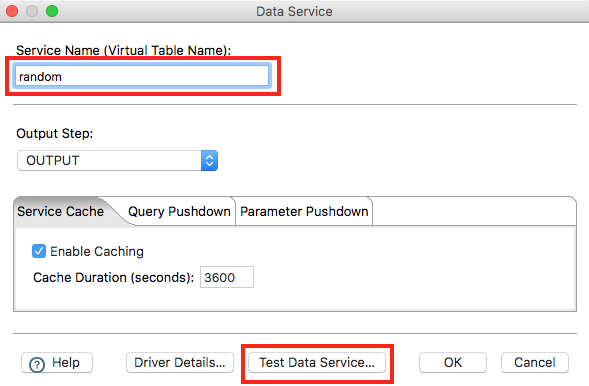 Data Service
Service Name (Virtual Table Name):
random
Output Step:
OUTPUT
Service Cache Query Pushdown Parameter Pushdown
Enable Caching
Cache Duration (seconds): 3600
? Help Driver Details... Test Data Service... OK Cancel